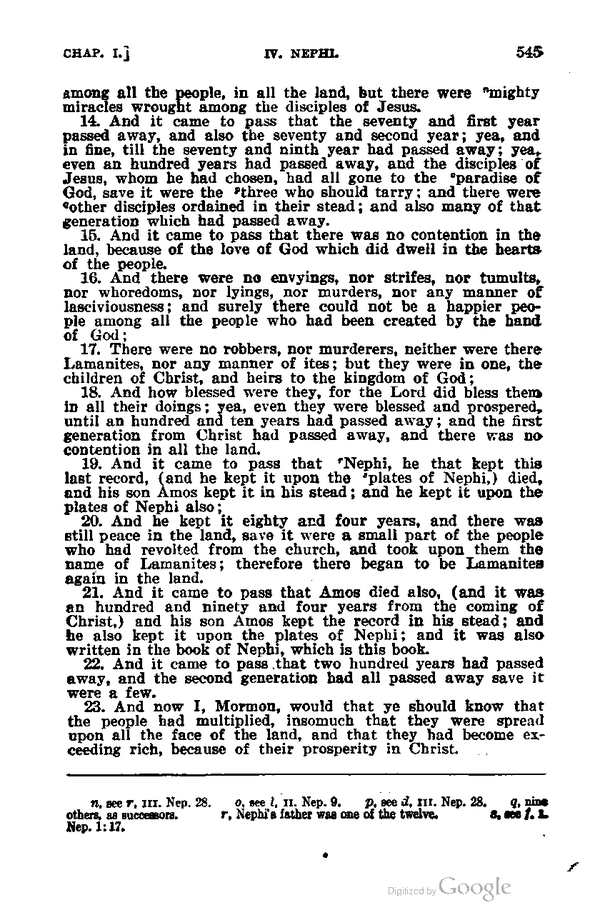 CHAP. I.] IV. NEPHI. 545
among all the people, in all the land, but there were ⁿmighty
miracles wrought among the disciples of Jesus.
14. And it came to pass that the seventy and first year
passed away, and also the seventy and second year; yea, and
in fine, till the seventy and ninth year had passed away; yea,
even an hundred years had passed away, and the disciples of
Jesus, whom he had chosen, had all gone to the ᵒparadise of
God, save it were the ᵖthree who should tarry; and there were
ᑫother disciples ordained in their stead; and also many of that
generation which had passed away.
15. And it came to pass that there was no contention in the
land, because of the love of God which did dwell in the hearts
of the people.
16. And there were no envyings, nor strifes, nor tumults,
nor whoredoms, nor lyings, nor murders, nor any manner of
lasciviousness; and surely there could not be a happier peo-
ple among all the people who had been created by the hand
of God;
17. There were no robbers, nor murderers, neither were there
Lamanites, nor any manner of ites; but they were in one, the
children of Christ, and heirs to the kingdom of God;
18. And how blessed were they, for the Lord did bless them
in all their doings; yea, even they were blessed and prospered,
until an hundred and ten years had passed away; and the first
generation from Christ had passed away, and there was no
contention in all the land.
19. And it came to pass that ʳNephi, he that kept this
last record, (and he kept it upon the ˢplates of Nephi,) died,
and his son Amos kept it in his stead; and he kept it upon the
plates of Nephi also;
20. And he kept it eighty and four years, and there was
still peace in the land, save it were a small part of the people
who had revolted from the church, and took upon them the
name of Lamanites; therefore there began to be Lamanites
again in the land.
21. And it came to pass that Amos died also, (and it was
an hundred and ninety and four years from the coming of
Christ,) and his son Amos kept the record in his stead; and
he also kept it upon the plates of Nephi; and it was also
written in the book of Nephi, which is this book.
22. And it came to pass that two hundred years had passed
away, and the second generation had all passed away save it
were a few.
23. And now I, Mormon, would that ye should know that
the people had multiplied, insomuch that they were spread
upon all the face of the land, and that they had become ex-
ceeding rich, because of their prosperity in Christ.
n, see r, III. Nep. 28. o, see l, II. Nep. 9. p, see d, III. Nep. 28. q, nine
others, as successors. r, Nephi's father was one of the twelve. s, see f. 1.
Nep. 1:17.
Digitized by Google